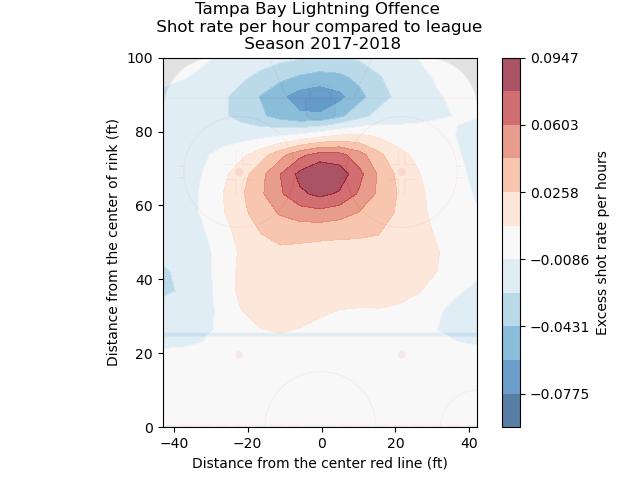 Tampa Bay Lightning Offence
Shot rate per hour compared to league
Season 2017-2018
100
80
60
40
20
0
Distance from the center of rink (ft)
−40
−20
0
20
40
Distance from the center red line (ft)
0.0947
0.0603
0.0258
−0.0086
−0.0431
−0.0775
Excess shot rate per hours